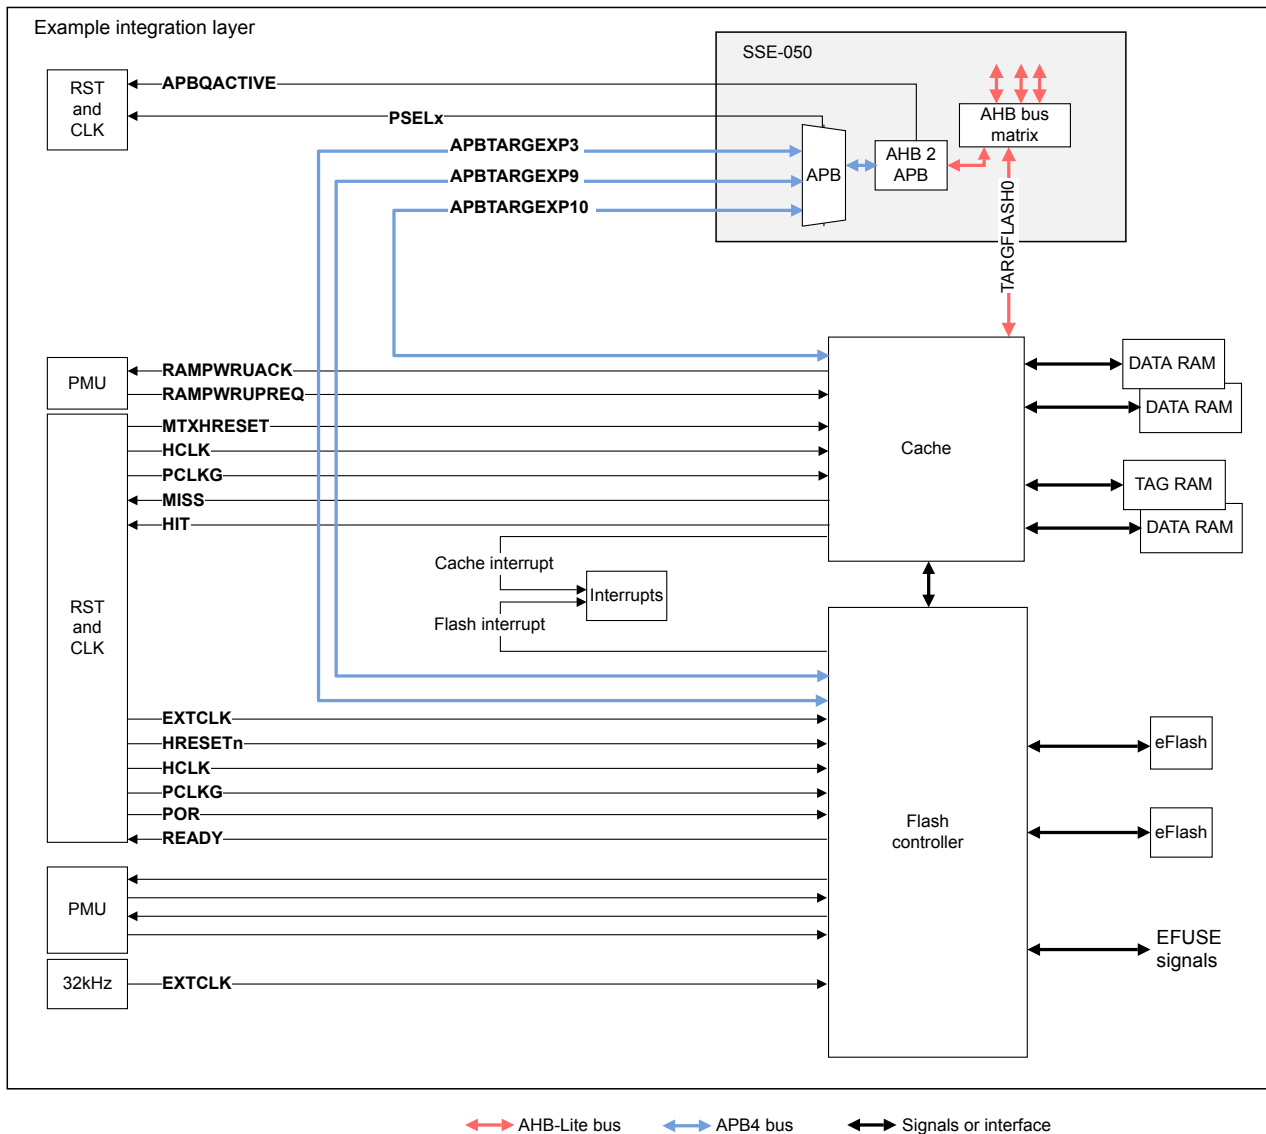 Example integration layer
SSE-050
RST
and
CLK
APBQACTIVE
PSELx
AHB bus
matrix
APBTARGEXP3
APBTARGEXP9
APBTARGEXP10
APB
AHB 2
APB
TARGFLASH0
PMU
RAMPWRUACK
RAMPWRUPREQ
MTXHRESET
HCLK
PCLKG
MISS
HIT
Cache
DATA RAM
DATA RAM
TAG RAM
DATA RAM
Cache interrupt
Interrupts
Flash interrupt
RST
and
CLK
EXTCLK
HRESETn
HCLK
PCLKG
POR
READY
Flash
controller
eFlash
eFlash
PMU
EFUSE
signals
32kHz
EXTCLK
AHB-Lite bus
APB4 bus
Signals or interface